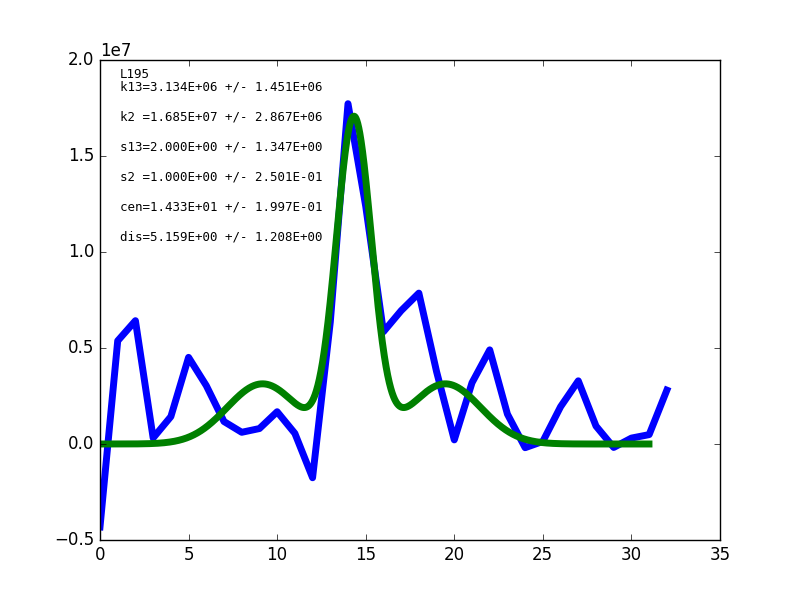 1e7
L195
k13=3.134E+06 +/- 1.451E+06
k2 =1.685E+07 +/- 2.867E+06
s13=2.000E+00 +/- 1.347E+00
s2 =1.000E+00 +/- 2.501E-01
cen=1.433E+01 +/- 1.997E-01
dis=5.159E+00 +/- 1.208E+00
2.0
1.5
1.0
0.5
0.0
−0.5
0 5 10 15 20 25 30 35